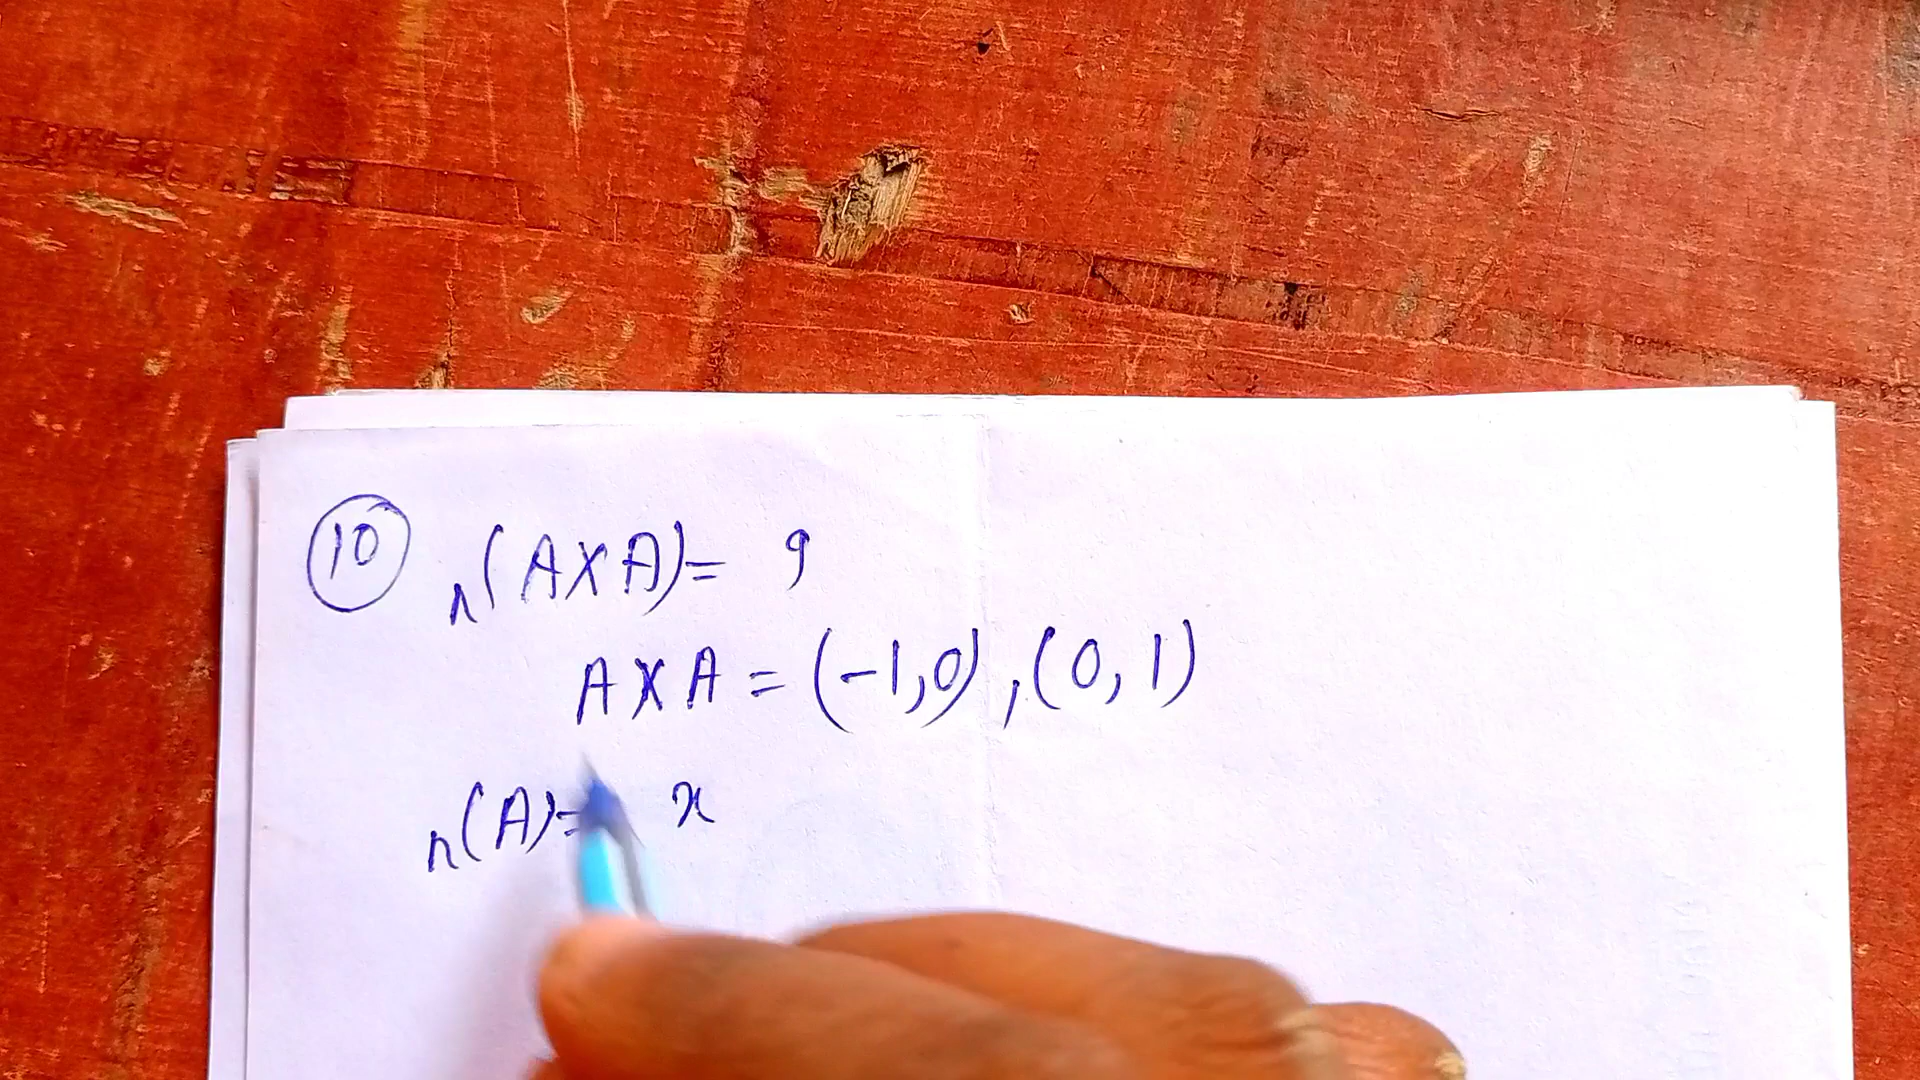 10 n(A×A)= 9
A×A = (-1,0),(0,1)
n(A)= x